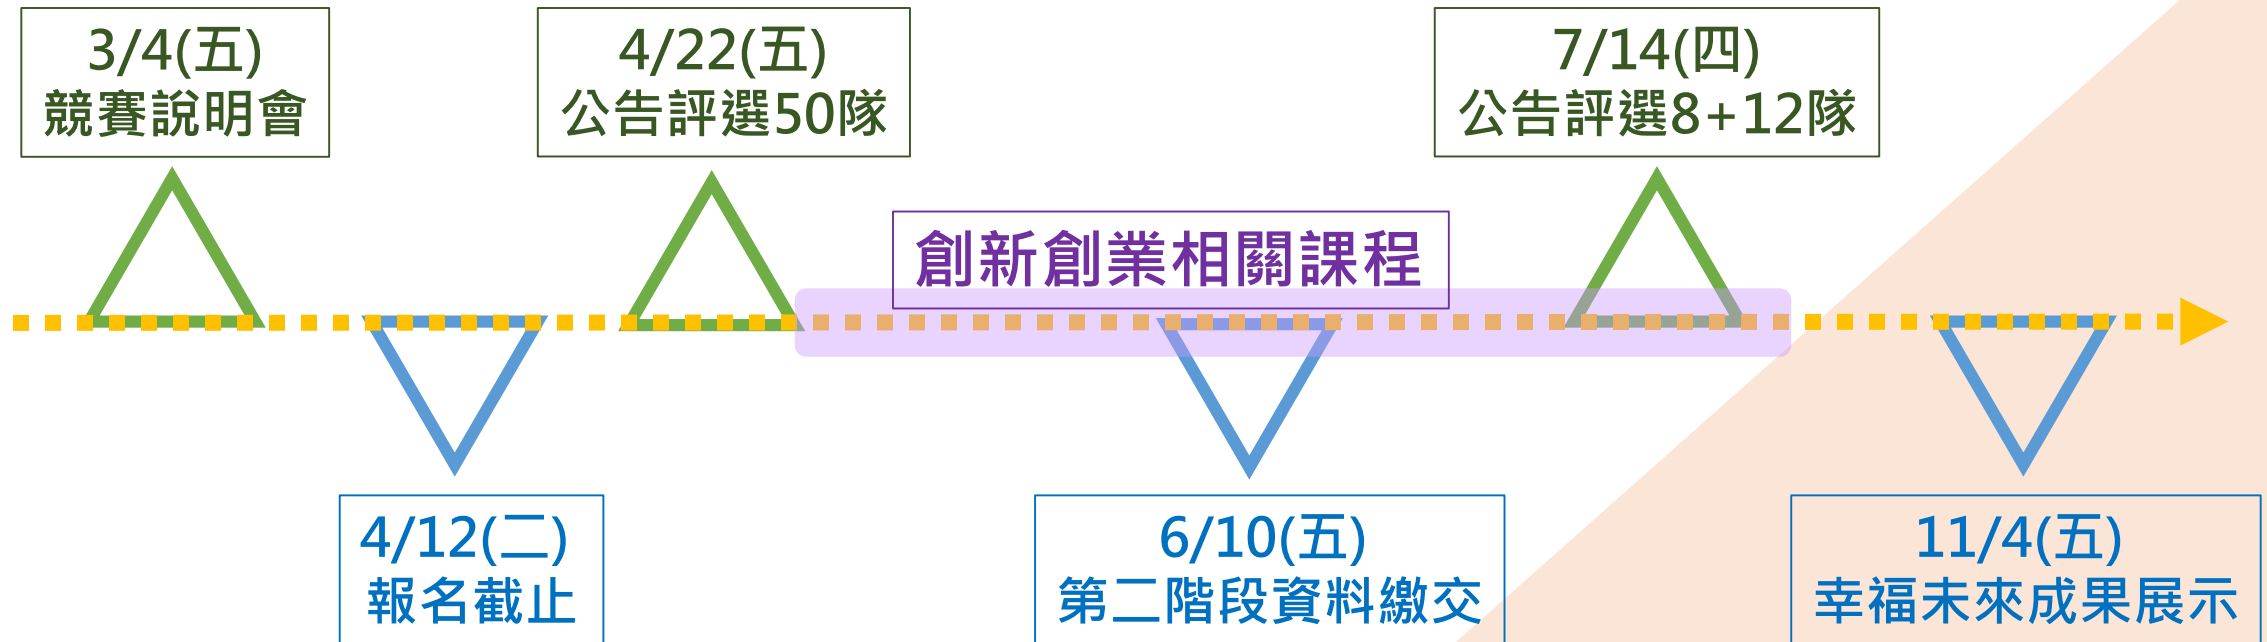 3/4(五)
競賽說明會
4/22(五)
公告評選50隊
7/14(四)
公告評選8+12隊
創新創業相關課程
4/12(二)
報名截止
6/10(五)
第二階段資料繳交
11/4(五)
幸福未來成果展示